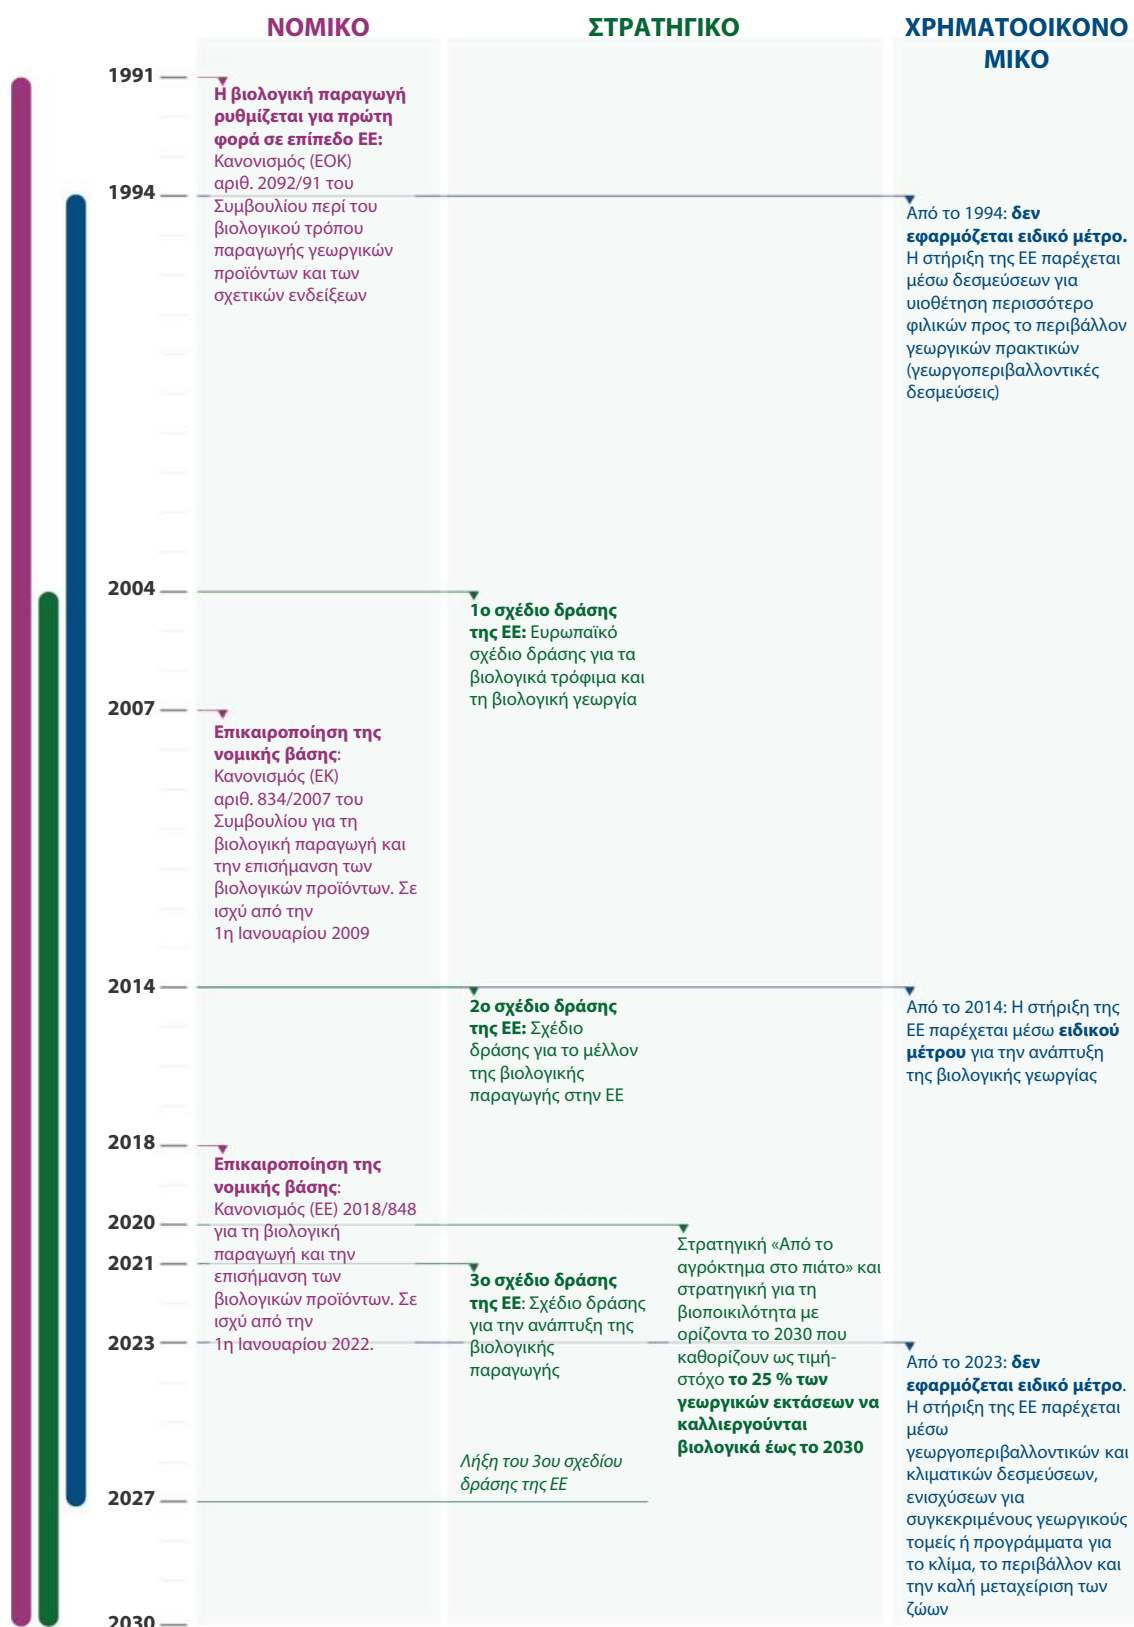 ΝΟΜΙΚΟ
ΣΤΡΑΤΗΓΙΚΟ
ΧΡΗΜΑΤΟΟΙΚΟΝΟ
ΜΙΚΟ
1991
Η βιολογική παραγωγή
ρυθμίζεται για πρώτη
φορά σε επίπεδο ΕΕ:
Κανονισμός (ΕΟΚ)
αριθ. 2092/91 του
Συμβουλίου περί του
βιολογικού τρόπου
παραγωγής γεωργικών
προϊόντων και των
σχετικών ενδείξεων
1994
Από το 1994: δεν
εφαρμόζεται ειδικό μέτρο.
Η στήριξη της ΕΕ παρέχεται
μέσω δεσμεύσεων για
υιοθέτηση περισσότερο
φιλικών προς το περιβάλλον
γεωργικών πρακτικών
(γεωργοπεριβαλλοντικές
δεσμεύσεις)
2004
1ο σχέδιο δράσης
της ΕΕ: Ευρωπαϊκό
σχέδιο δράσης για τα
βιολογικά τρόφιμα και
τη βιολογική γεωργία
2007
Επικαιροποίηση της
νομικής βάσης:
Κανονισμός (ΕΚ)
αριθ. 834/2007 του
Συμβουλίου για τη
βιολογική παραγωγή και
την επισήμανση των
βιολογικών προϊόντων. Σε
ισχύ από την
1η Ιανουαρίου 2009
2014
2ο σχέδιο δράσης
της ΕΕ: Σχέδιο
δράσης για το μέλλον
της βιολογικής
παραγωγής στην ΕΕ
Από το 2014: Η στήριξη της
ΕΕ παρέχεται μέσω ειδικού
μέτρου για την ανάπτυξη
της βιολογικής γεωργίας
2018
Επικαιροποίηση της
νομικής βάσης:
Κανονισμός (ΕΕ) 2018/848
για τη βιολογική
παραγωγή και την
επισήμανση των
βιολογικών προϊόντων. Σε
ισχύ από την
1η Ιανουαρίου 2022.
2020
Στρατηγική «Από το
αγρόκτημα στο πιάτο» και
στρατηγική για τη
βιοποικιλότητα με
ορίζοντα το 2030 που
καθορίζουν ως τιμή-
στόχο το 25 % των
γεωργικών εκτάσεων να
καλλιεργούνται
βιολογικά έως το 2030
2021
3ο σχέδιο δράσης
της ΕΕ: Σχέδιο δράσης
για την ανάπτυξη της
βιολογικής
παραγωγής
2023
Από το 2023: δεν
εφαρμόζεται ειδικό μέτρο.
Η στήριξη της ΕΕ παρέχεται
μέσω
γεωργοπεριβαλλοντικών και
κλιματικών δεσμεύσεων,
ενισχύσεων για
συγκεκριμένους γεωργικούς
τομείς ή προγράμματα για
το κλίμα, το περιβάλλον και
την καλή μεταχείριση των
ζώων
Λήξη του 3ου σχεδίου
δράσης της ΕΕ
2027
2030